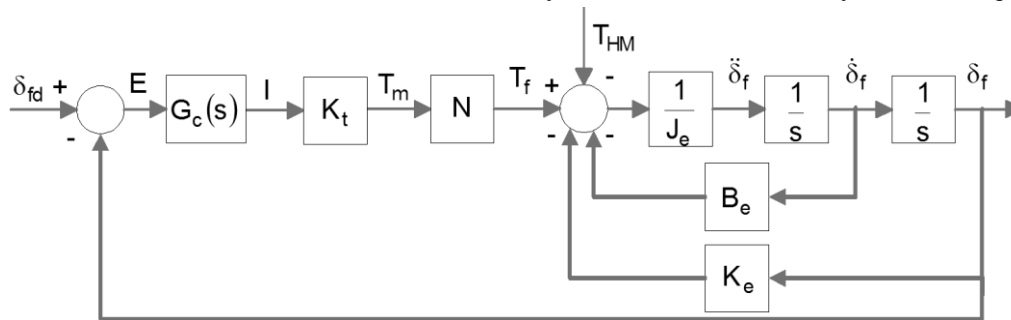 T_HM
δ_fd + - E G_c(s) I K_t T_m N T_f + - - - 1/J_e δ̈_f 1/s δ̇_f 1/s δ_f
B_e
K_e